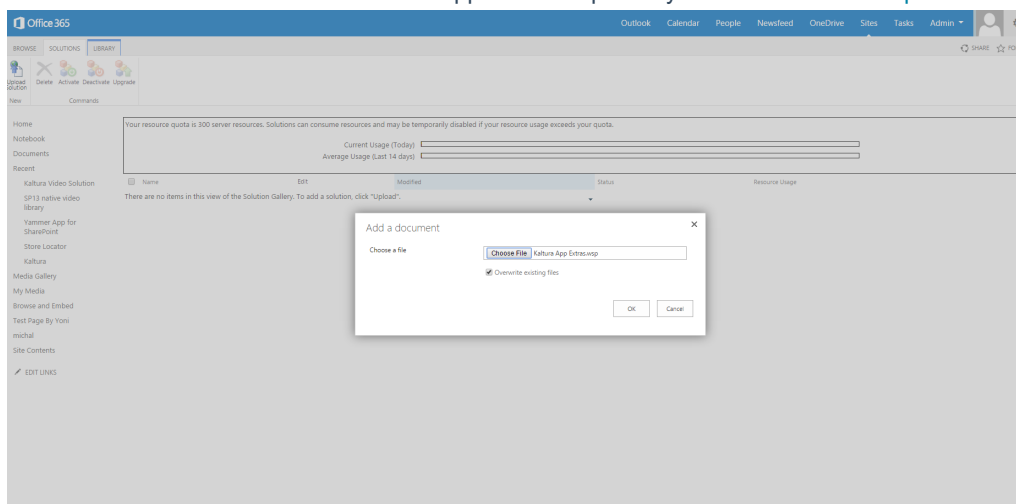 Office 365
Outlook Calendar People Newsfeed OneDrive Sites Tasks Admin
BROWSE SOLUTIONS LIBRARY
SHARE
Upload Solution Delete Activate Deactivate Upgrade
New Commands
Home
Notebook
Documents
Recent
Kaltura Video Solution
SP13 native video
library
Yammer App for
SharePoint
Store Locator
Kaltura
Media Gallery
My Media
Browse and Embed
Test Page By Yoni
michal
Site Contents
EDIT LINKS
Your resource quota is 300 server resources. Solutions can consume resources and may be temporarily disabled if your resource usage exceeds your quota.
Current Usage (Today)
Average Usage (Last 14 days)
Name Edit Modified Status Resource Usage
There are no items in this view of the Solution Gallery. To add a solution, click "Upload".
Add a document
Choose a file
Choose File Kaltura App Extras.wsp
Overwrite existing files
OK Cancel